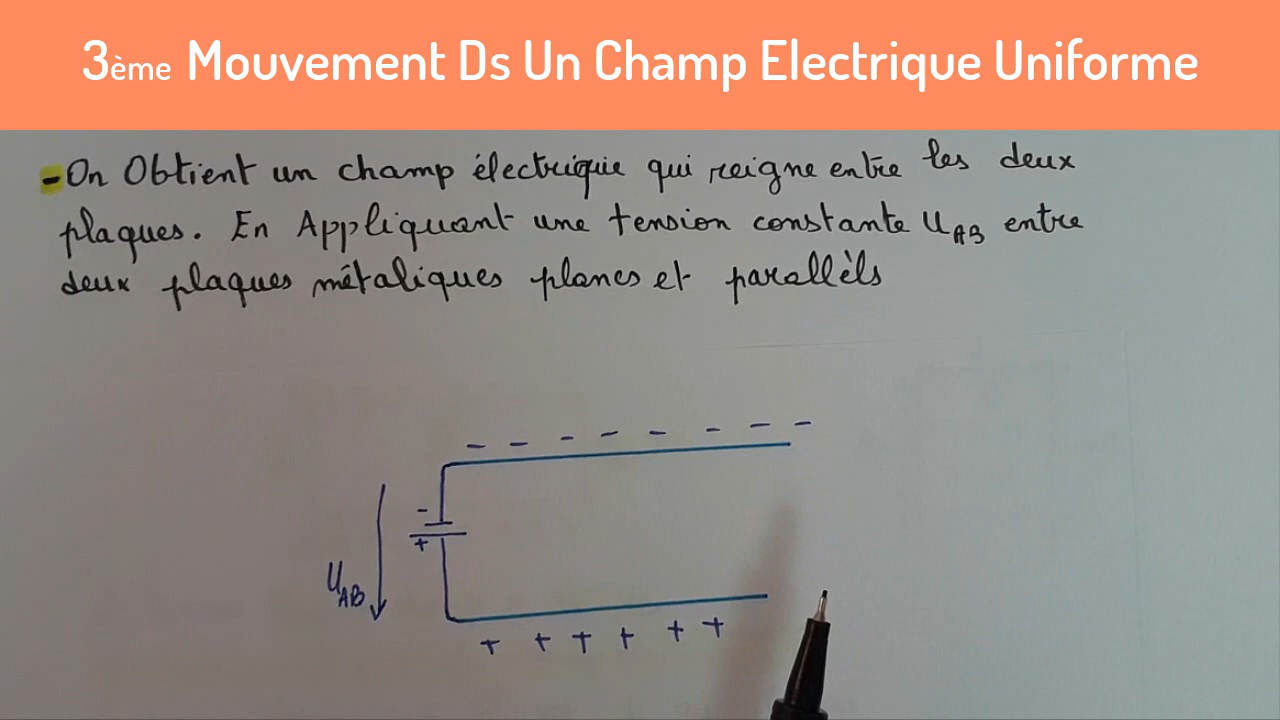 3ème Mouvement Ds Un Champ Electrique Uniforme
- On Obtient un champ électriquie qui reigne entre les deux
plaques. En Appliquant une tension constante UAB entre
deux plaques métaliques planes et parallèls
- - - - - - - -
-
+
UAB
+ + + + + +